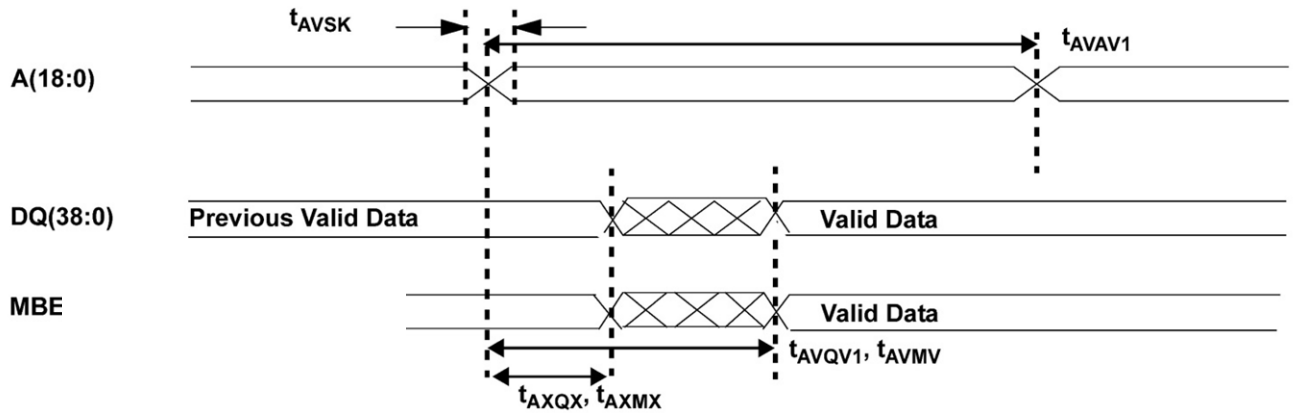 tAVSK
tAVAV1
A(18:0)
DQ(38:0) Previous Valid Data Valid Data
MBE Valid Data
tAVQV1, tAVMV
tAXQX, tAXMX